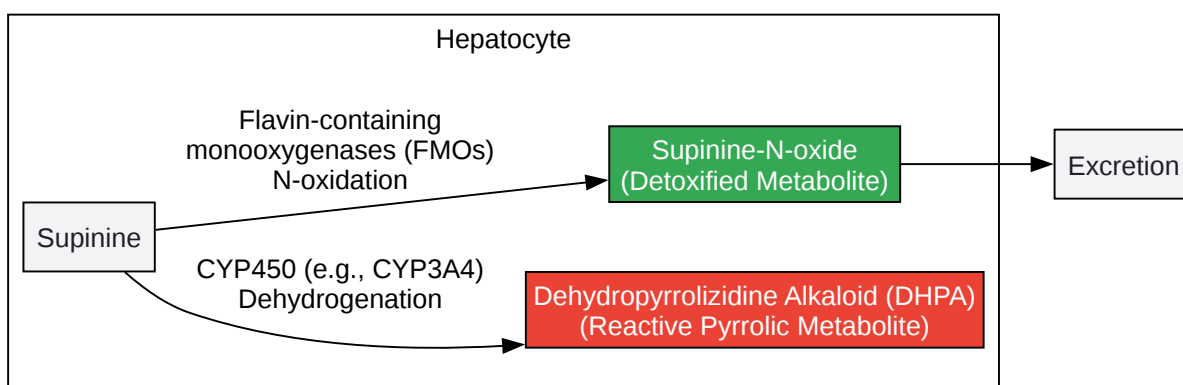 Hepatocyte
Flavin-containing
monooxygenases (FMOs)
N-oxidation
Supinine-N-oxide
(Detoxified Metabolite)
Excretion
Supinine
CYP450 (e.g., CYP3A4)
Dehydrogenation
Dehydropyrrolizidine Alkaloid (DHPA)
(Reactive Pyrrolic Metabolite)